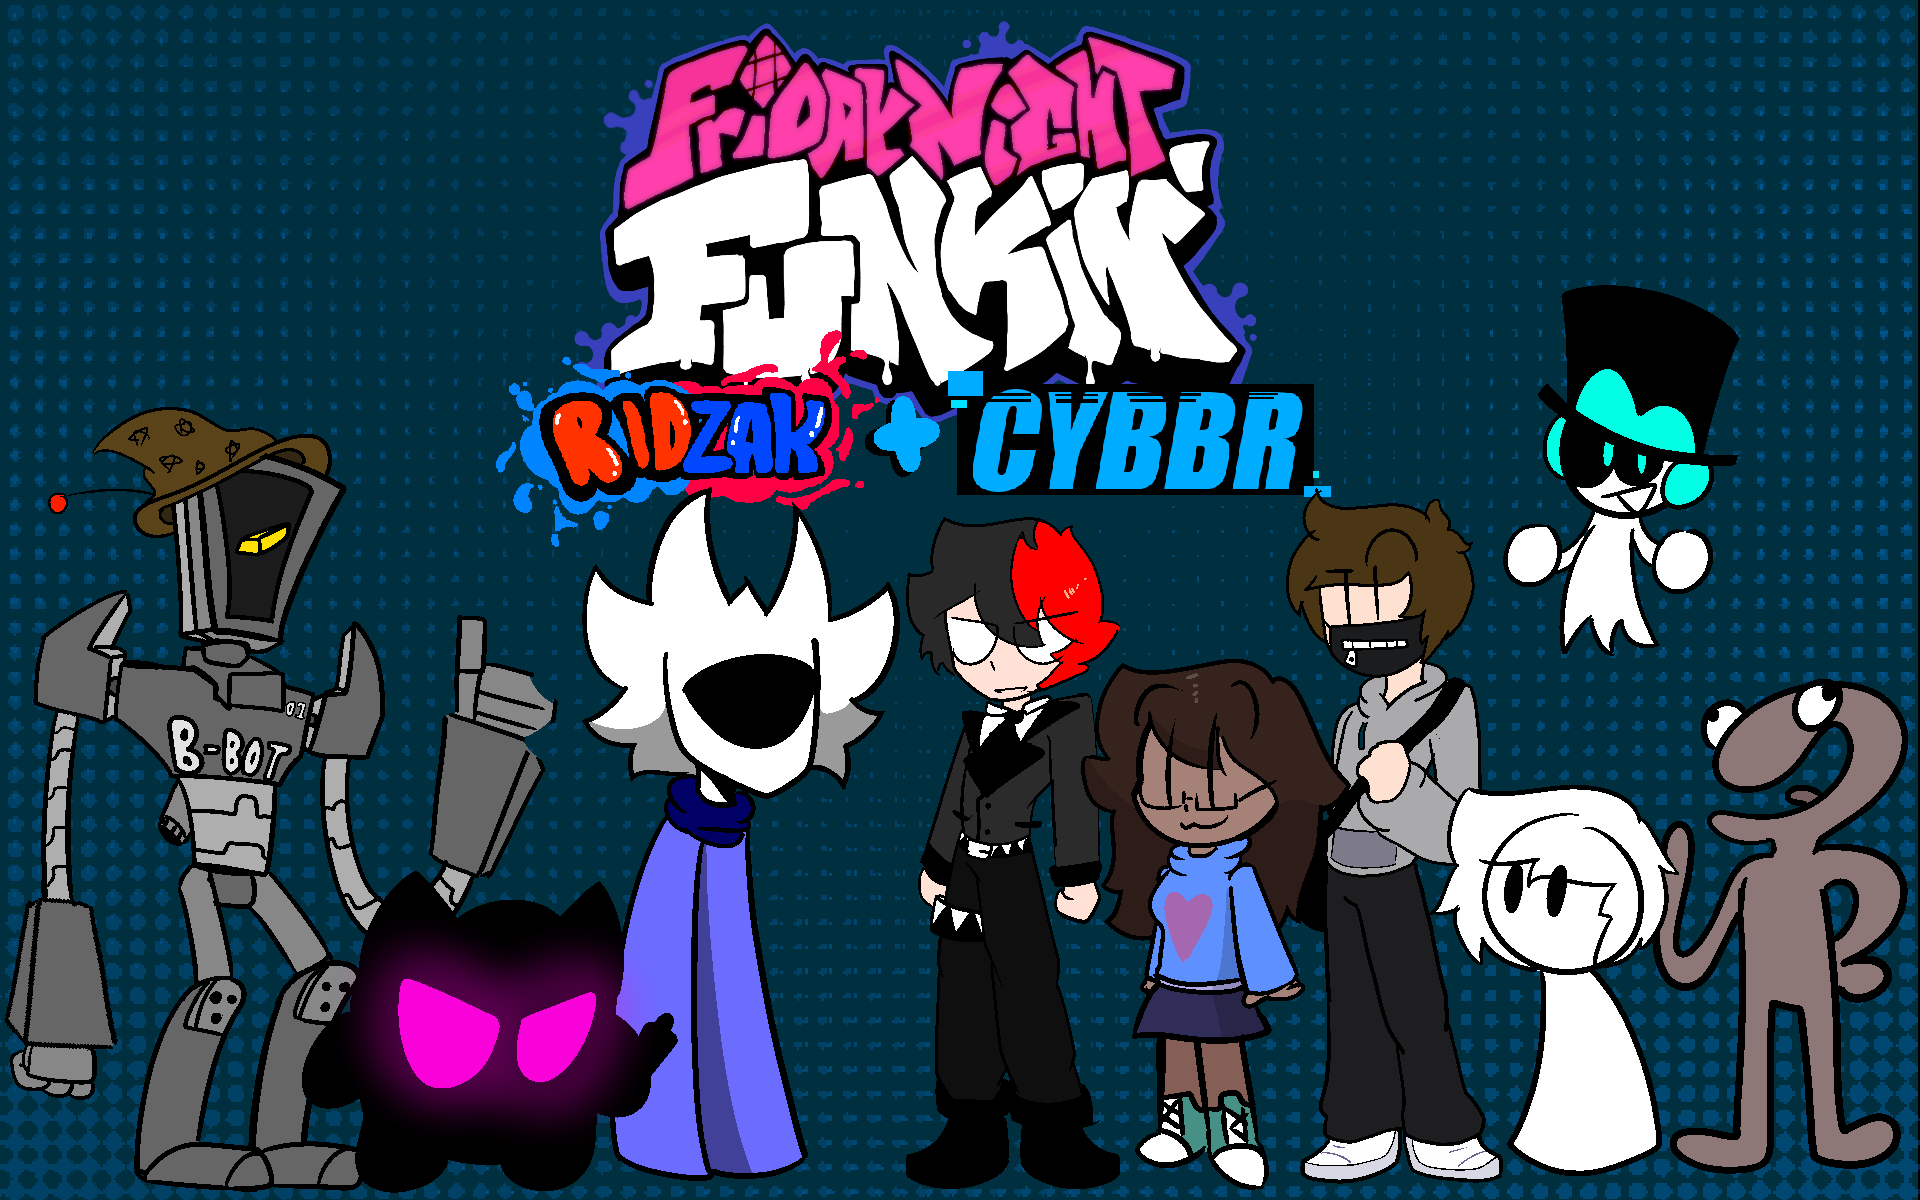 FRiDAY NiGHT
FUNKiN'
RIDZAK + CYBBR
01
B-BOT